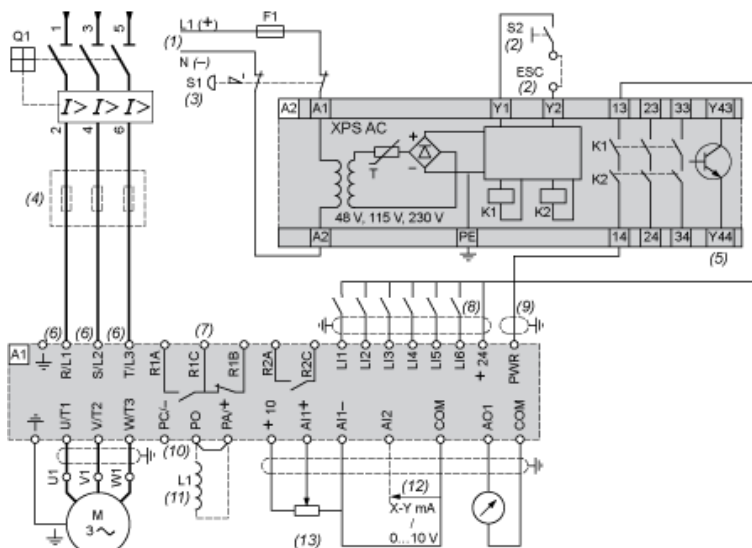 1 3 5
Q1
I> I> I>
2 4 6
(4)
L1 (+) F1
(1)
N (–)
S1
(3)
S2
(2)
ESC
(2)
A2 A1 Y1 Y2 13 23 33 Y43
XPS AC
+
T
–
K1
K2
K1 K2
48 V, 115 V, 230 V
A2 PE 14 24 34 Y44
(5)
(8) (9)
(6) (6) (6) (7)
A1
R/L1 S/L2 T/L3 R1A R1C R1B R2A R2C LI1 LI2 LI3 LI4 LI5 LI6 + 24 PWR
U/T1 V/T2 W/T3 PC/– PO PA/+ + 10 AI1+ AI1– AI2 COM AO1 COM
(10)
U1 V1 W1
L1
(11)
(12)
X-Y mA
/
0...10 V
M
3 ~
(13)